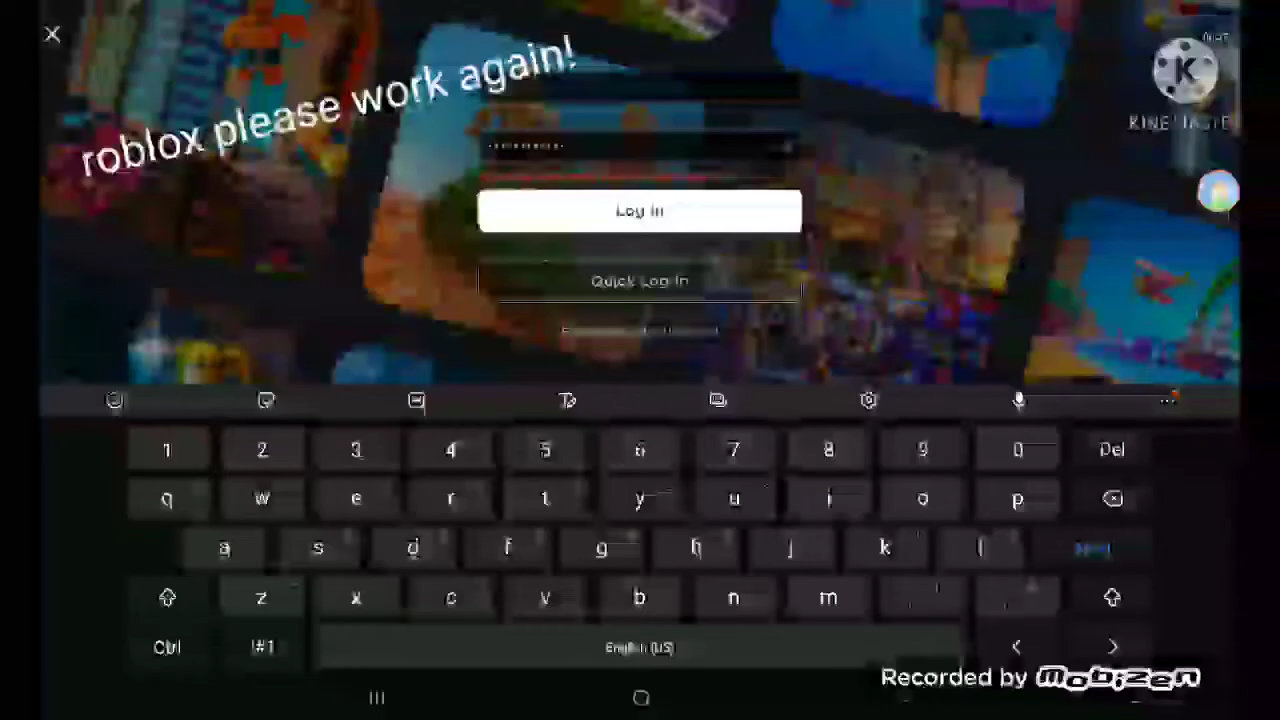 roblox please work again!
KINEMASTER
Log In
Quick Log In
1 2 3 4 5 6 7 8 9 0 Del
q w e r t y u i o p
a s d f g h j k l
z x c v b n m
Ctrl !#1 English (US) < >
Recorded by Mobizen